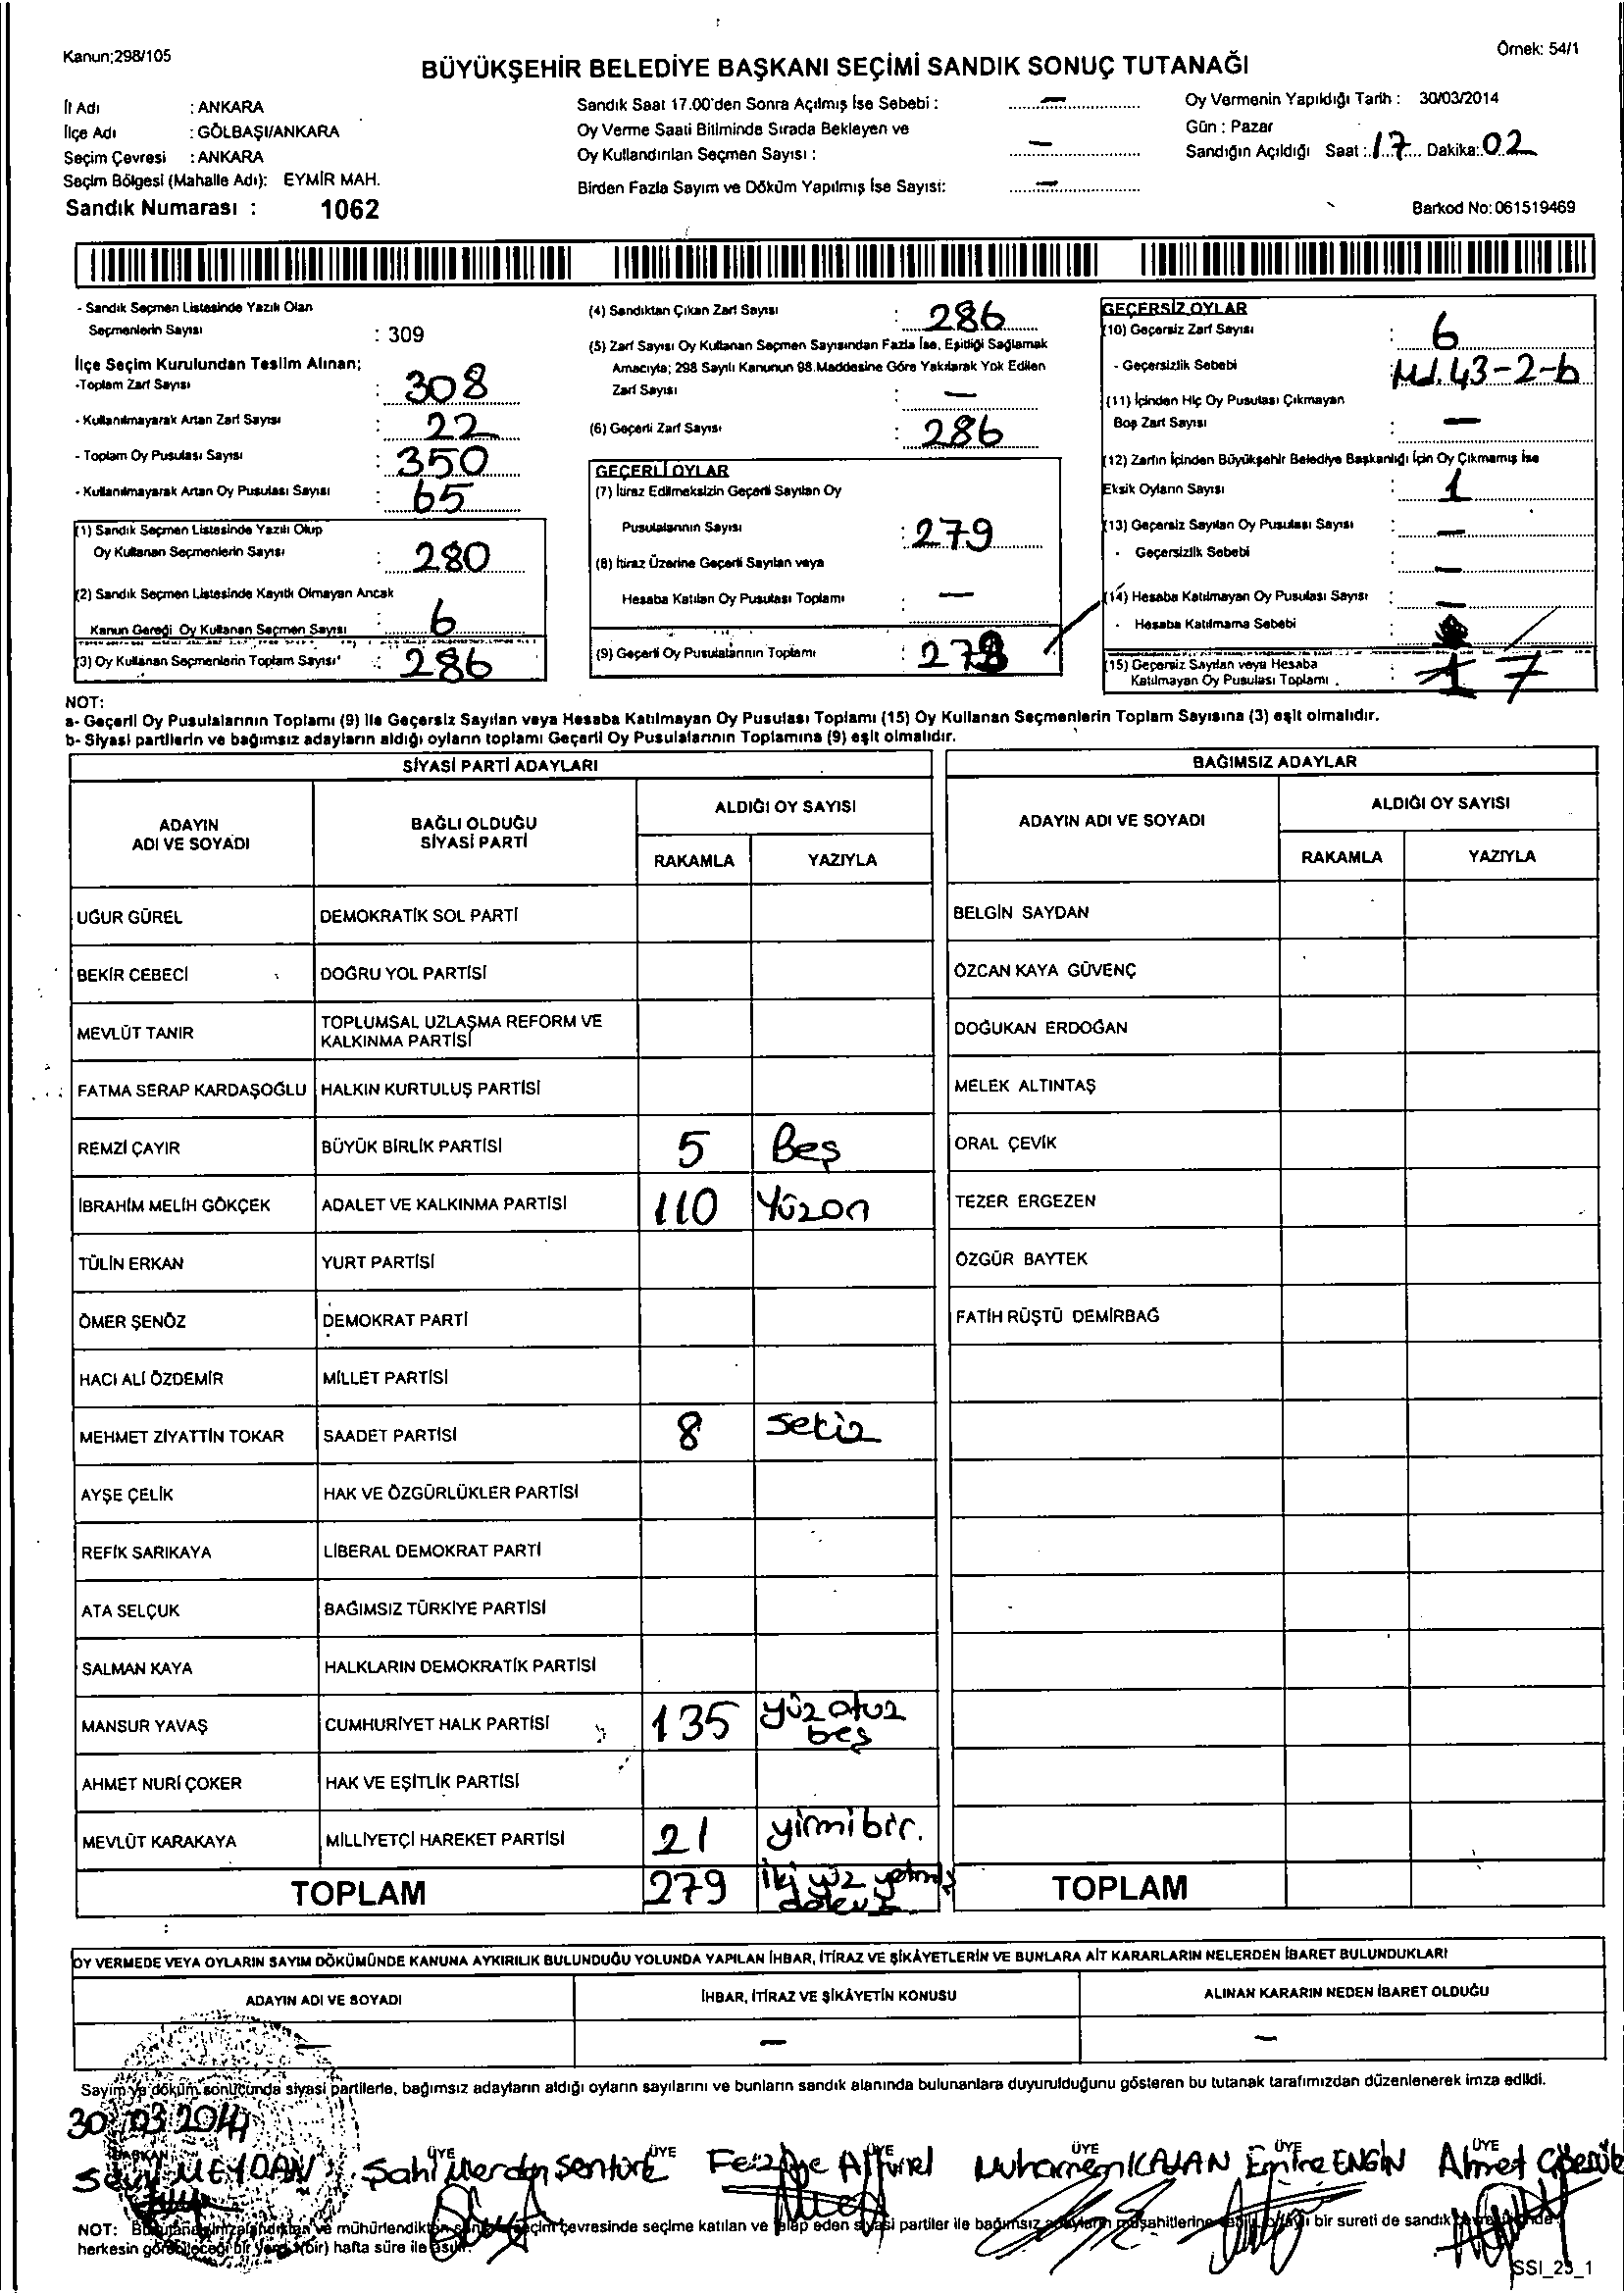 Kanun;298/105
Örnek: 54/1
BÜYÜKŞEHİR BELEDİYE BAŞKANI SEÇİMİ SANDIK SONUÇ TUTANAĞI
İl Adı : ANKARA
İlçe Adı : GÖLBAŞI/ANKARA
Seçim Çevresi : ANKARA
Seçim Bölgesi (Mahalle Adı): EYMİR MAH.
Sandık Numarası : 1062
Sandık Saat 17.00'den Sonra Açılmış İse Sebebi : —
Oy Verme Saati Bitiminde Sırada Bekleyen ve
Oy Kullandırılan Seçmen Sayısı : —
Birden Fazla Sayım ve Döküm Yapılmış İse Sayısı: —
Oy Vermenin Yapıldığı Tarih : 30/03/2014
Gün : Pazar
Sandığın Açıldığı Saat : 17 Dakika: 02
Barkod No: 061519469
- Sandık Seçmen Listesinde Yazılı Olan
Seçmenlerin Sayısı : 309
İlçe Seçim Kurulundan Teslim Alınan;
-Toplam Zarf Sayısı : 308
- Kullanılmayarak Artan Zarf Sayısı : 22
- Toplam Oy Pusulası Sayısı : 350
- Kullanılmayarak Artan Oy Pusulası Sayısı : 65
(1) Sandık Seçmen Listesinde Yazılı Olup
Oy Kullanan Seçmenlerin Sayısı : 280
(2) Sandık Seçmen Listesinde Kayıtlı Olmayan Ancak
Kanun Gereği Oy Kullanan Seçmen Sayısı : 6
(3) Oy Kullanan Seçmenlerin Toplam Sayısı : 286
(4) Sandıktan Çıkan Zarf Sayısı : 286
(5) Zarf Sayısı Oy Kullanan Seçmen Sayısından Fazla İse, Eşitliği Sağlamak
Amacıyla; 298 Sayılı Kanunun 98.Maddesine Göre Yakılarak Yok Edilen
Zarf Sayısı : —
(6) Geçerli Zarf Sayısı : 286
GEÇERLİ OYLAR
(7) İtiraz Edilmeksizin Geçerli Sayılan Oy
Pusulalarının Sayısı : 279
(8) İtiraz Üzerine Geçerli Sayılan veya
Hesaba Katılan Oy Pusulası Toplamı : —
(9) Geçerli Oy Pusulalarının Toplamı :
GEÇERSİZ OYLAR
(10) Geçersiz Zarf Sayısı : 6
- Geçersizlik Sebebi : Md. 43-2-b
(11) İçinden Hiç Oy Pusulası Çıkmayan
Boş Zarf Sayısı : —
(12) Zarfın İçinden Büyükşehir Belediye Başkanlığı İçin Oy Çıkmamış İse
Eksik Oyların Sayısı : 1
(13) Geçersiz Sayılan Oy Pusulası Sayısı : —
- Geçersizlik Sebebi : —
(14) Hesaba Katılmayan Oy Pusulası Sayısı : —
- Hesaba Katılmama Sebebi :
(15) Geçersiz Sayılan veya Hesaba
Katılmayan Oy Pusulası Toplamı : 7
NOT:
a- Geçerli Oy Pusulalarının Toplamı (9) ile Geçersiz Sayılan veya Hesaba Katılmayan Oy Pusulası Toplamı (15) Oy Kullanan Seçmenlerin Toplam Sayısına (3) eşit olmalıdır.
b- Siyasi partilerin ve bağımsız adayların aldığı oyların toplamı Geçerli Oy Pusulalarının Toplamına (9) eşit olmalıdır.
SİYASİ PARTİ ADAYLARI
ADAYIN ADI VE SOYADI
BAĞLI OLDUĞU SİYASİ PARTİ
ALDIĞI OY SAYISI
RAKAMLA YAZIYLA
UĞUR GÜREL DEMOKRATİK SOL PARTİ
BEKİR CEBECİ DOĞRU YOL PARTİSİ
MEVLÜT TANIR TOPLUMSAL UZLAŞMA REFORM VE KALKINMA PARTİSİ
FATMA SERAP KARDAŞOĞLU HALKIN KURTULUŞ PARTİSİ
REMZİ ÇAYIR BÜYÜK BİRLİK PARTİSİ 5 Beş
İBRAHİM MELİH GÖKÇEK ADALET VE KALKINMA PARTİSİ 110 Yüzon
TÜLİN ERKAN YURT PARTİSİ
ÖMER ŞENÖZ DEMOKRAT PARTİ
HACI ALİ ÖZDEMİR MİLLET PARTİSİ
MEHMET ZİYATTİN TOKAR SAADET PARTİSİ 8 sekiz
AYŞE ÇELİK HAK VE ÖZGÜRLÜKLER PARTİSİ
REFİK SARIKAYA LİBERAL DEMOKRAT PARTİ
ATA SELÇUK BAĞIMSIZ TÜRKİYE PARTİSİ
SALMAN KAYA HALKLARIN DEMOKRATİK PARTİSİ
MANSUR YAVAŞ CUMHURİYET HALK PARTİSİ 135 yüzotuz beş
AHMET NURİ ÇOKER HAK VE EŞİTLİK PARTİSİ
MEVLÜT KARAKAYA MİLLİYETÇİ HAREKET PARTİSİ 21 yirmibir.
TOPLAM 279 iki yüz yetmiş dokuz
BAĞIMSIZ ADAYLAR
ADAYIN ADI VE SOYADI
ALDIĞI OY SAYISI
RAKAMLA YAZIYLA
BELGİN SAYDAN
ÖZCAN KAYA GÜVENÇ
DOĞUKAN ERDOĞAN
MELEK ALTINTAŞ
ORAL ÇEVİK
TEZER ERGEZEN
ÖZGÜR BAYTEK
FATİH RÜŞTÜ DEMİRBAĞ
TOPLAM
OY VERMEDE VEYA OYLARIN SAYIM DÖKÜMÜNDE KANUNA AYKIRILIK BULUNDUĞU YOLUNDA YAPILAN İHBAR, İTİRAZ VE ŞİKÂYETLERİN VE BUNLARA AİT KARARLARIN NELERDEN İBARET BULUNDUKLARI
ADAYIN ADI VE SOYADI
İHBAR, İTİRAZ VE ŞİKÂYETİN KONUSU
ALINAN KARARIN NEDEN İBARET OLDUĞU
— — —
Sayım ve döküm sonucunda siyasi partilerle, bağımsız adayların aldığı oyların sayılarını ve bunların sandık alanında bulunanlara duyurulduğunu gösteren bu tutanak tarafımızdan düzenlenerek imza edildi.
30.03.2014
BAŞKAN ÜYE ÜYE ÜYE ÜYE ÜYE ÜYE
MEYDAN Şahi Merdan Şentürk Muharrem KALAN Emre ENGİN Ahmet
NOT: Bu tutanağın imzalandıktan ve mühürlendikten sonra seçim çevresinde seçime katılan ve talep eden siyasi partiler ile bağımsız adayların müşahitlerine bir sureti de sandık
herkesin görebileceği bir yere (bir) hafta süre ile asılır.
SSI_23_1